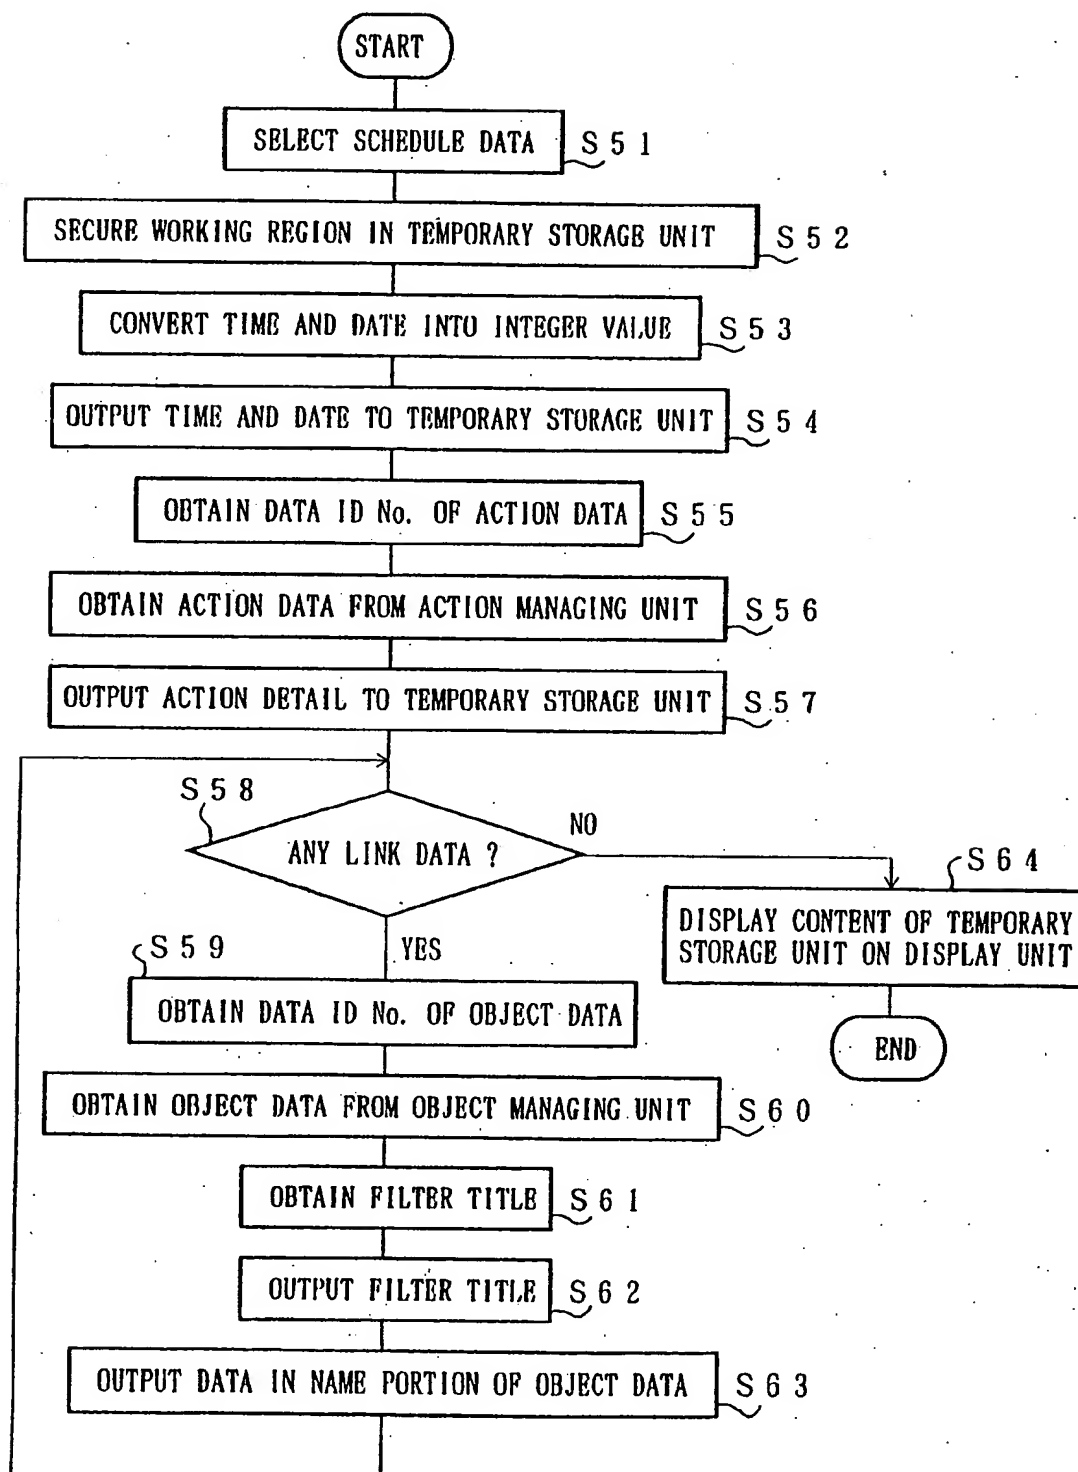 START
SELECT SCHEDULE DATA S51
SECURE WORKING REGION IN TEMPORARY STORAGE UNIT S52
CONVERT TIME AND DATE INTO INTEGER VALUE S53
OUTPUT TIME AND DATE TO TEMPORARY STORAGE UNIT S54
OBTAIN DATA ID No. OF ACTION DATA S55
OBTAIN ACTION DATA FROM ACTION MANAGING UNIT S56
OUTPUT ACTION DETAIL TO TEMPORARY STORAGE UNIT S57
S58
ANY LINK DATA ?
NO
S64
DISPLAY CONTENT OF TEMPORARY
STORAGE UNIT ON DISPLAY UNIT
END
YES
S59
OBTAIN DATA ID No. OF OBJECT DATA
OBTAIN OBJECT DATA FROM OBJECT MANAGING UNIT S60
OBTAIN FILTER TITLE S61
OUTPUT FILTER TITLE S62
OUTPUT DATA IN NAME PORTION OF OBJECT DATA S63